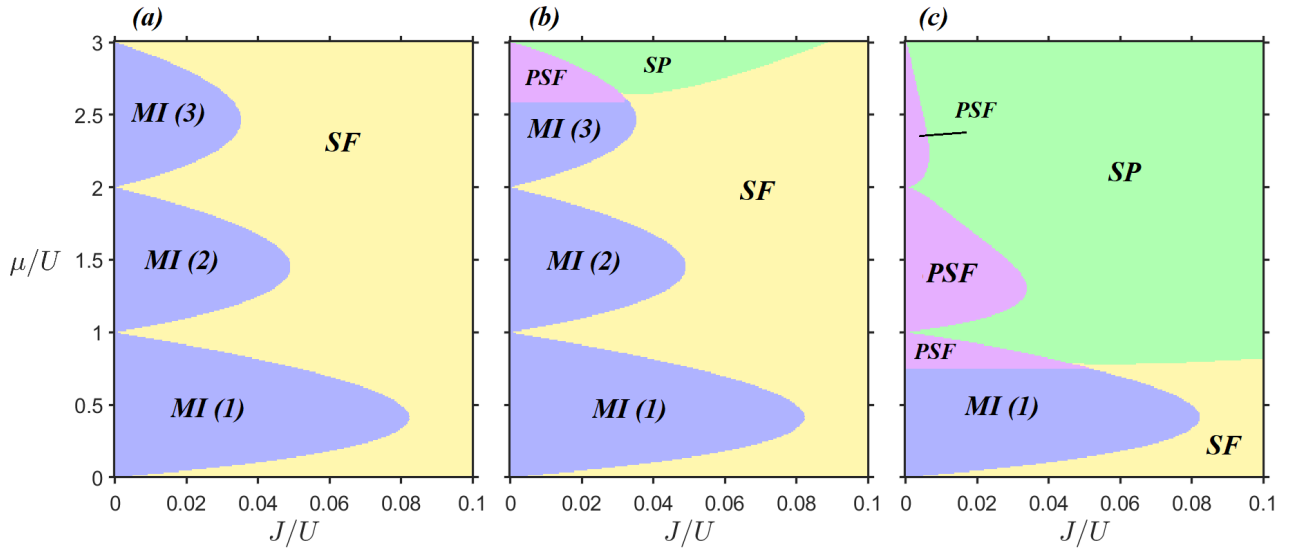 (a)
(b)
(c)
3
2.5
2
1.5
1
0.5
0
μ/U
MI (3)
SF
MI (2)
MI (1)
0
0.02
0.04
0.06
0.08
0.1
J/U
PSF
SP
MI (3)
SF
MI (2)
MI (1)
0
0.02
0.04
0.06
0.08
0.1
J/U
PSF
SP
PSF
PSF
MI (1)
SF
0
0.02
0.04
0.06
0.08
0.1
J/U